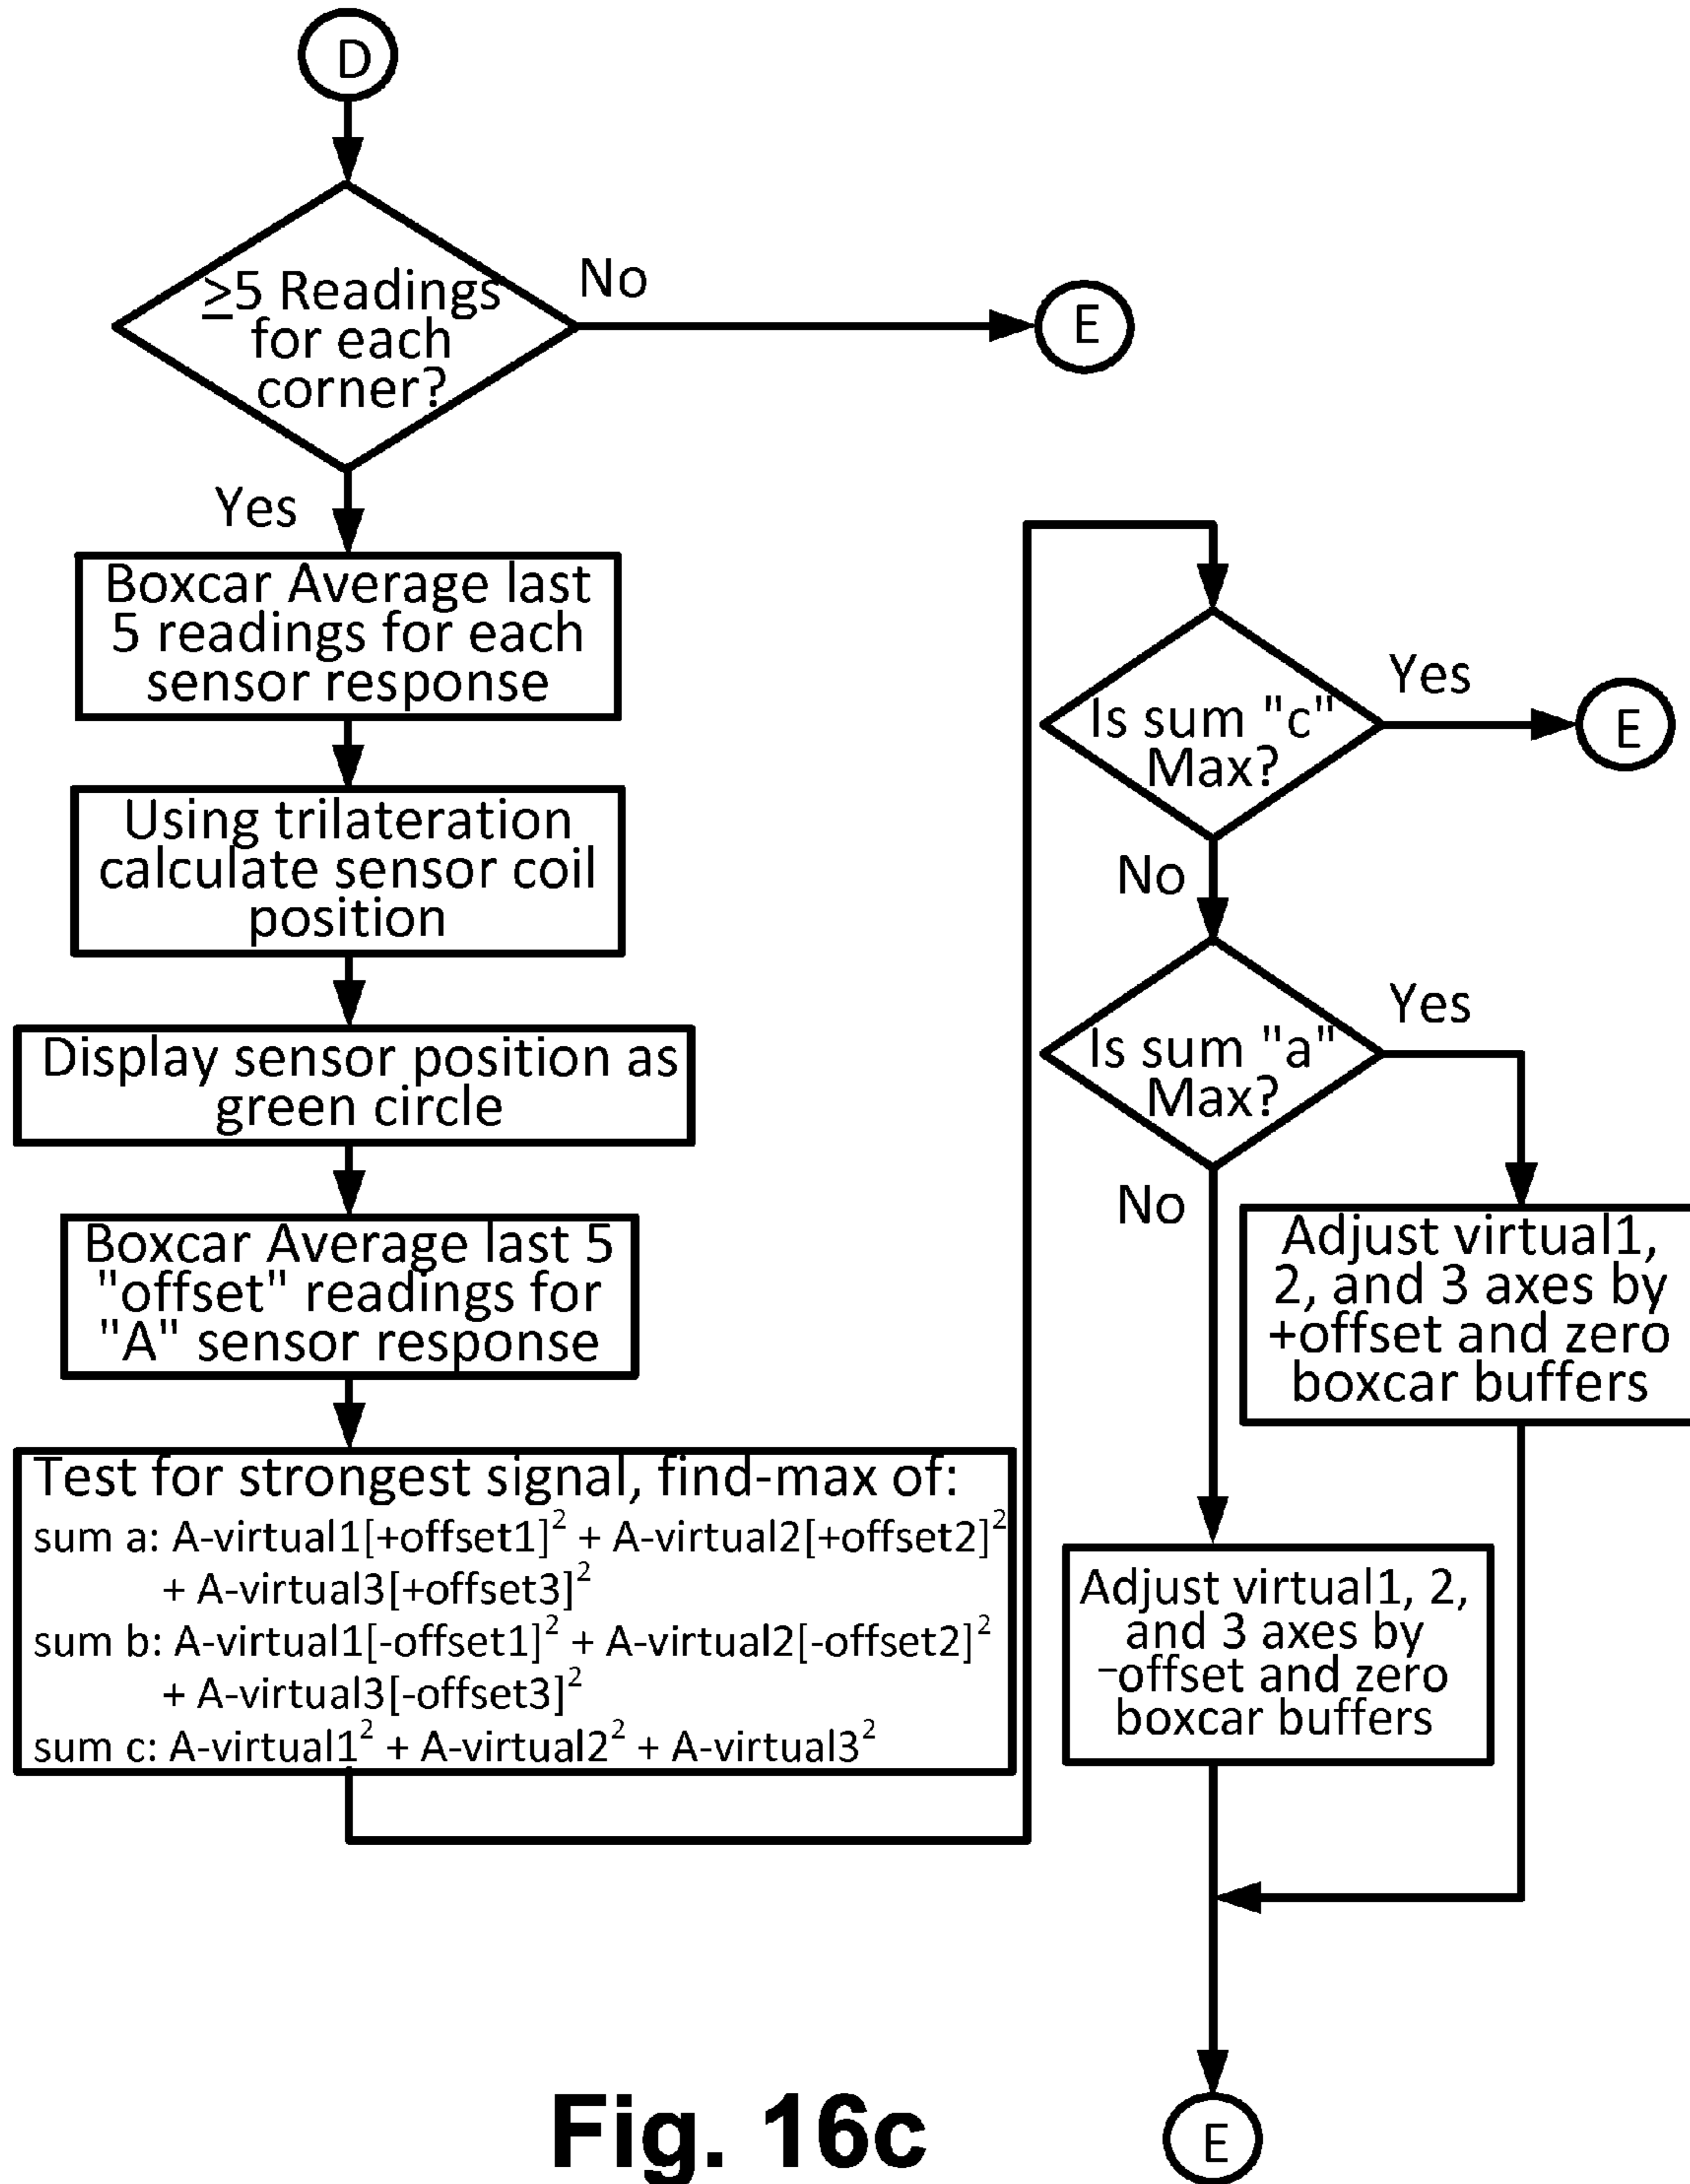 D
≥5 Readings
for each
corner?
No
E
Yes
Boxcar Average last
5 readings for each
sensor response
Using trilateration
calculate sensor coil
position
Display sensor position as
green circle
Boxcar Average last 5
"offset" readings for
"A" sensor response
Test for strongest signal, find-max of:
sum a: A-virtual1[+offset1]² + A-virtual2[+offset2]²
+ A-virtual3[+offset3]²
sum b: A-virtual1[-offset1]² + A-virtual2[-offset2]²
+ A-virtual3[-offset3]²
sum c: A-virtual1² + A-virtual2² + A-virtual3²
Is sum "c"
Max?
Yes
E
No
Is sum "a"
Max?
Yes
No
Adjust virtual1,
2, and 3 axes by
+offset and zero
boxcar buffers
Adjust virtual1, 2,
and 3 axes by
−offset and zero
boxcar buffers
E
Fig. 16c